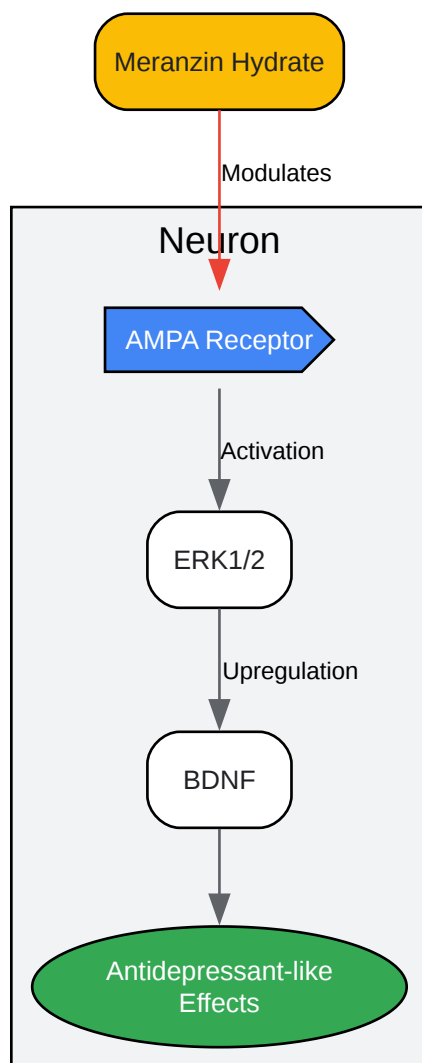 Meranzin Hydrate
Modulates
Neuron
AMPA Receptor
Activation
ERK1/2
Upregulation
BDNF
Antidepressant-like
Effects